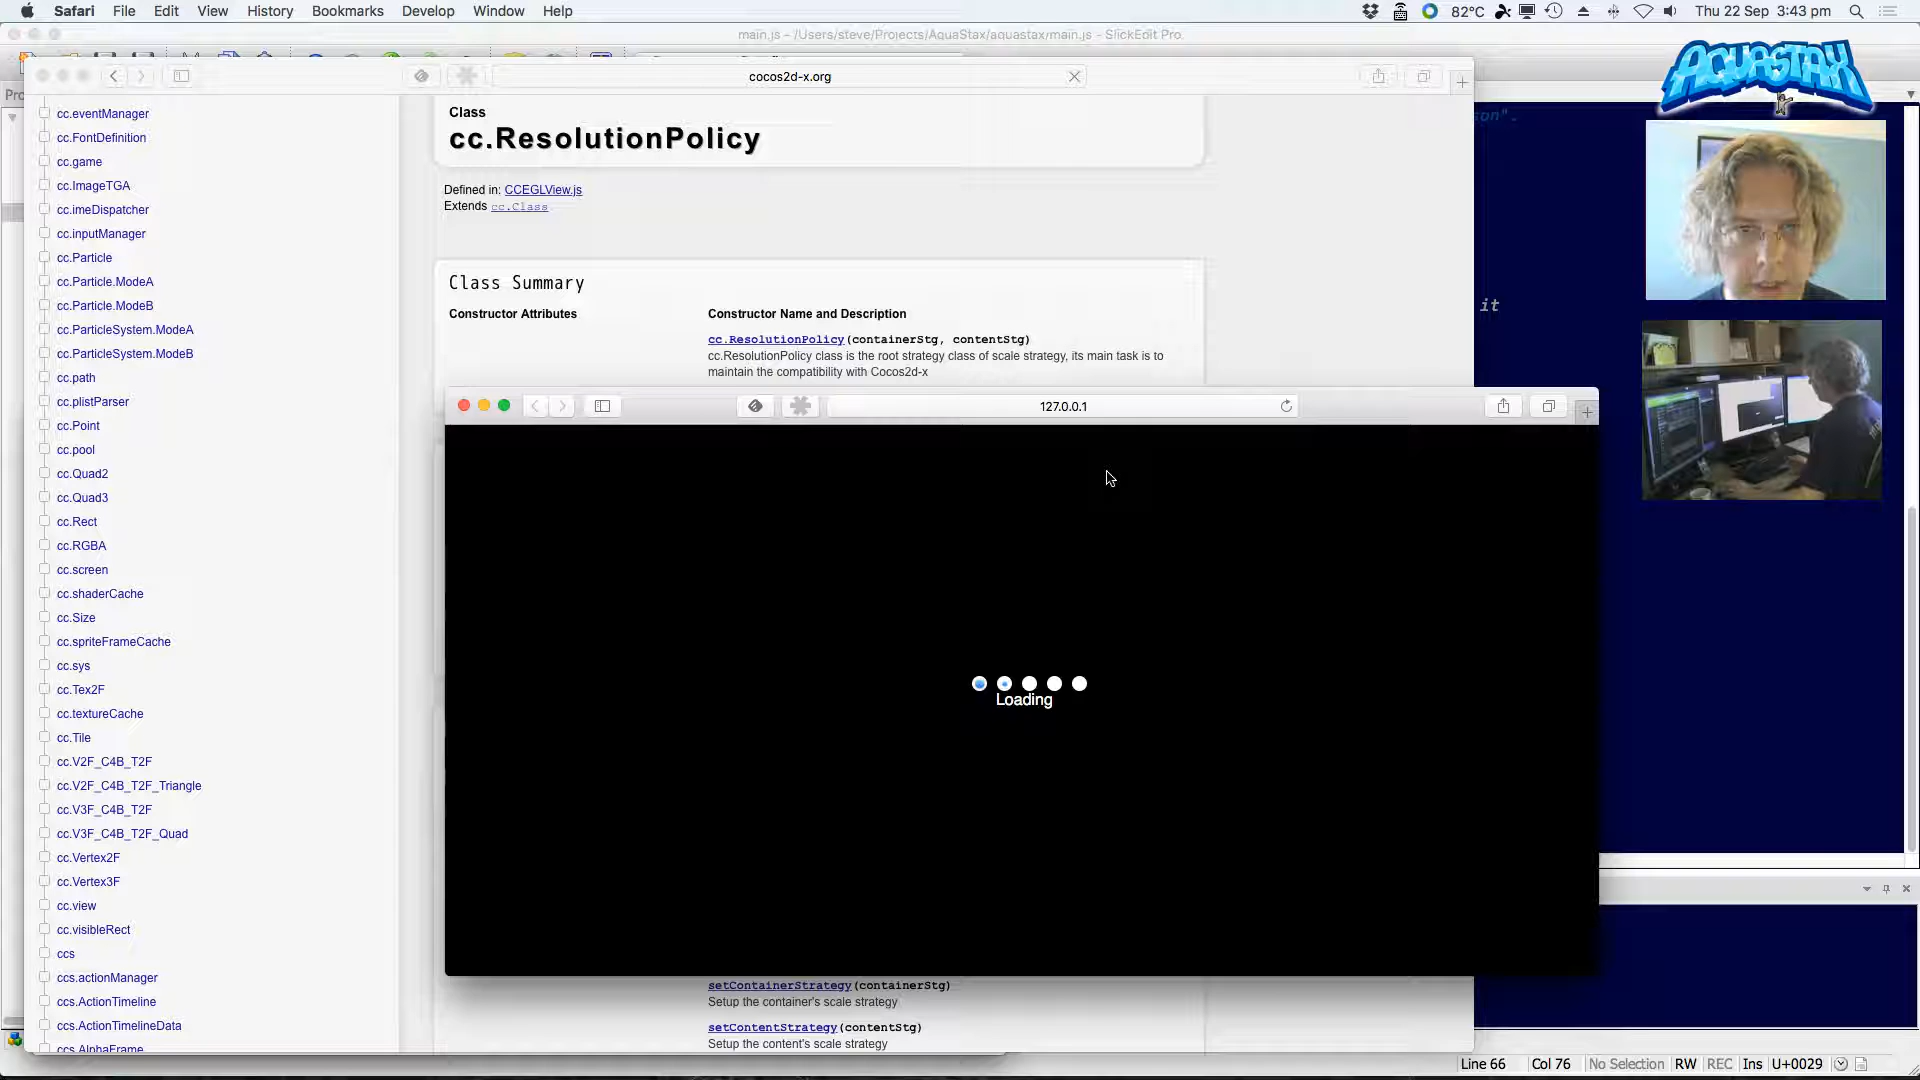 Safari File Edit View History Bookmarks Develop Window Help
82°C Thu 22 Sep 3:43 pm
main.js – /Users/steve/Projects/AquaStax/aquastax/main.js - SlickEdit Pro
AQUASTAX
cocos2d-x.org
Pro
cc.eventManager
cc.FontDefinition
cc.game
cc.ImageTGA
cc.imeDispatcher
cc.inputManager
cc.Particle
cc.Particle.ModeA
cc.Particle.ModeB
cc.ParticleSystem.ModeA
cc.ParticleSystem.ModeB
cc.path
cc.plistParser
cc.Point
cc.pool
cc.Quad2
cc.Quad3
cc.Rect
cc.RGBA
cc.screen
cc.shaderCache
cc.Size
cc.spriteFrameCache
cc.sys
cc.Tex2F
cc.textureCache
cc.Tile
cc.V2F_C4B_T2F
cc.V2F_C4B_T2F_Triangle
cc.V3F_C4B_T2F
cc.V3F_C4B_T2F_Quad
cc.Vertex2F
cc.Vertex3F
cc.view
cc.visibleRect
ccs
ccs.actionManager
ccs.ActionTimeline
ccs.ActionTimelineData
ccs.AlphaFrame
Class
cc.ResolutionPolicy
Defined in: CCEGLView.js
Extends cc.Class
Class Summary
Constructor Attributes Constructor Name and Description
cc.ResolutionPolicy(containerStg, contentStg)
cc.ResolutionPolicy class is the root strategy class of scale strategy, its main task is to
maintain the compatibility with Cocos2d-x
127.0.0.1
Loading
setContainerStrategy(containerStg)
Setup the container's scale strategy
setContentStrategy(contentStg)
Setup the content's scale strategy
on".
it
Line 66 Col 76 No Selection RW REC Ins U+0029